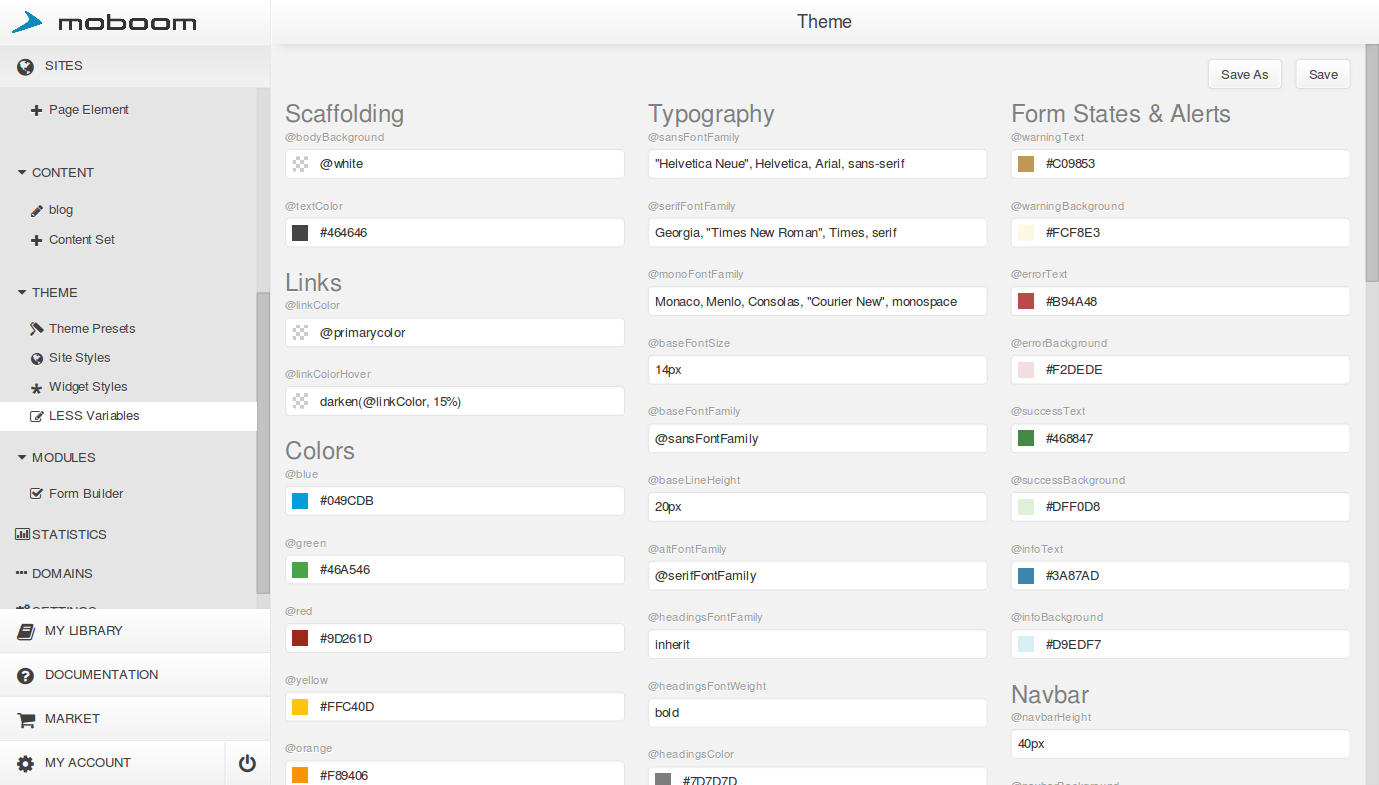 moboom
Theme
SITES
Page Element
CONTENT
blog
Content Set
THEME
Theme Presets
Site Styles
Widget Styles
LESS Variables
MODULES
Form Builder
STATISTICS
DOMAINS
SETTINGS
MY LIBRARY
DOCUMENTATION
MARKET
MY ACCOUNT
Save As
Save
Scaffolding
@bodyBackground
@white
@textColor
#464646
Links
@linkColor
@primarycolor
@linkColorHover
darken(@linkColor, 15%)
Colors
@blue
#049CDB
@green
#46A546
@red
#9D261D
@yellow
#FFC40D
@orange
#F89406
Typography
@sansFontFamily
"Helvetica Neue", Helvetica, Arial, sans-serif
@serifFontFamily
Georgia, "Times New Roman", Times, serif
@monoFontFamily
Monaco, Menlo, Consolas, "Courier New", monospace
@baseFontSize
14px
@baseFontFamily
@sansFontFamily
@baseLineHeight
20px
@altFontFamily
@serifFontFamily
@headingsFontFamily
inherit
@headingsFontWeight
bold
@headingsColor
#7D7D7D
Form States & Alerts
@warningText
#C09853
@warningBackground
#FCF8E3
@errorText
#B94A48
@errorBackground
#F2DEDE
@successText
#468847
@successBackground
#DFF0D8
@infoText
#3A87AD
@infoBackground
#D9EDF7
Navbar
@navbarHeight
40px
@navbarBackground